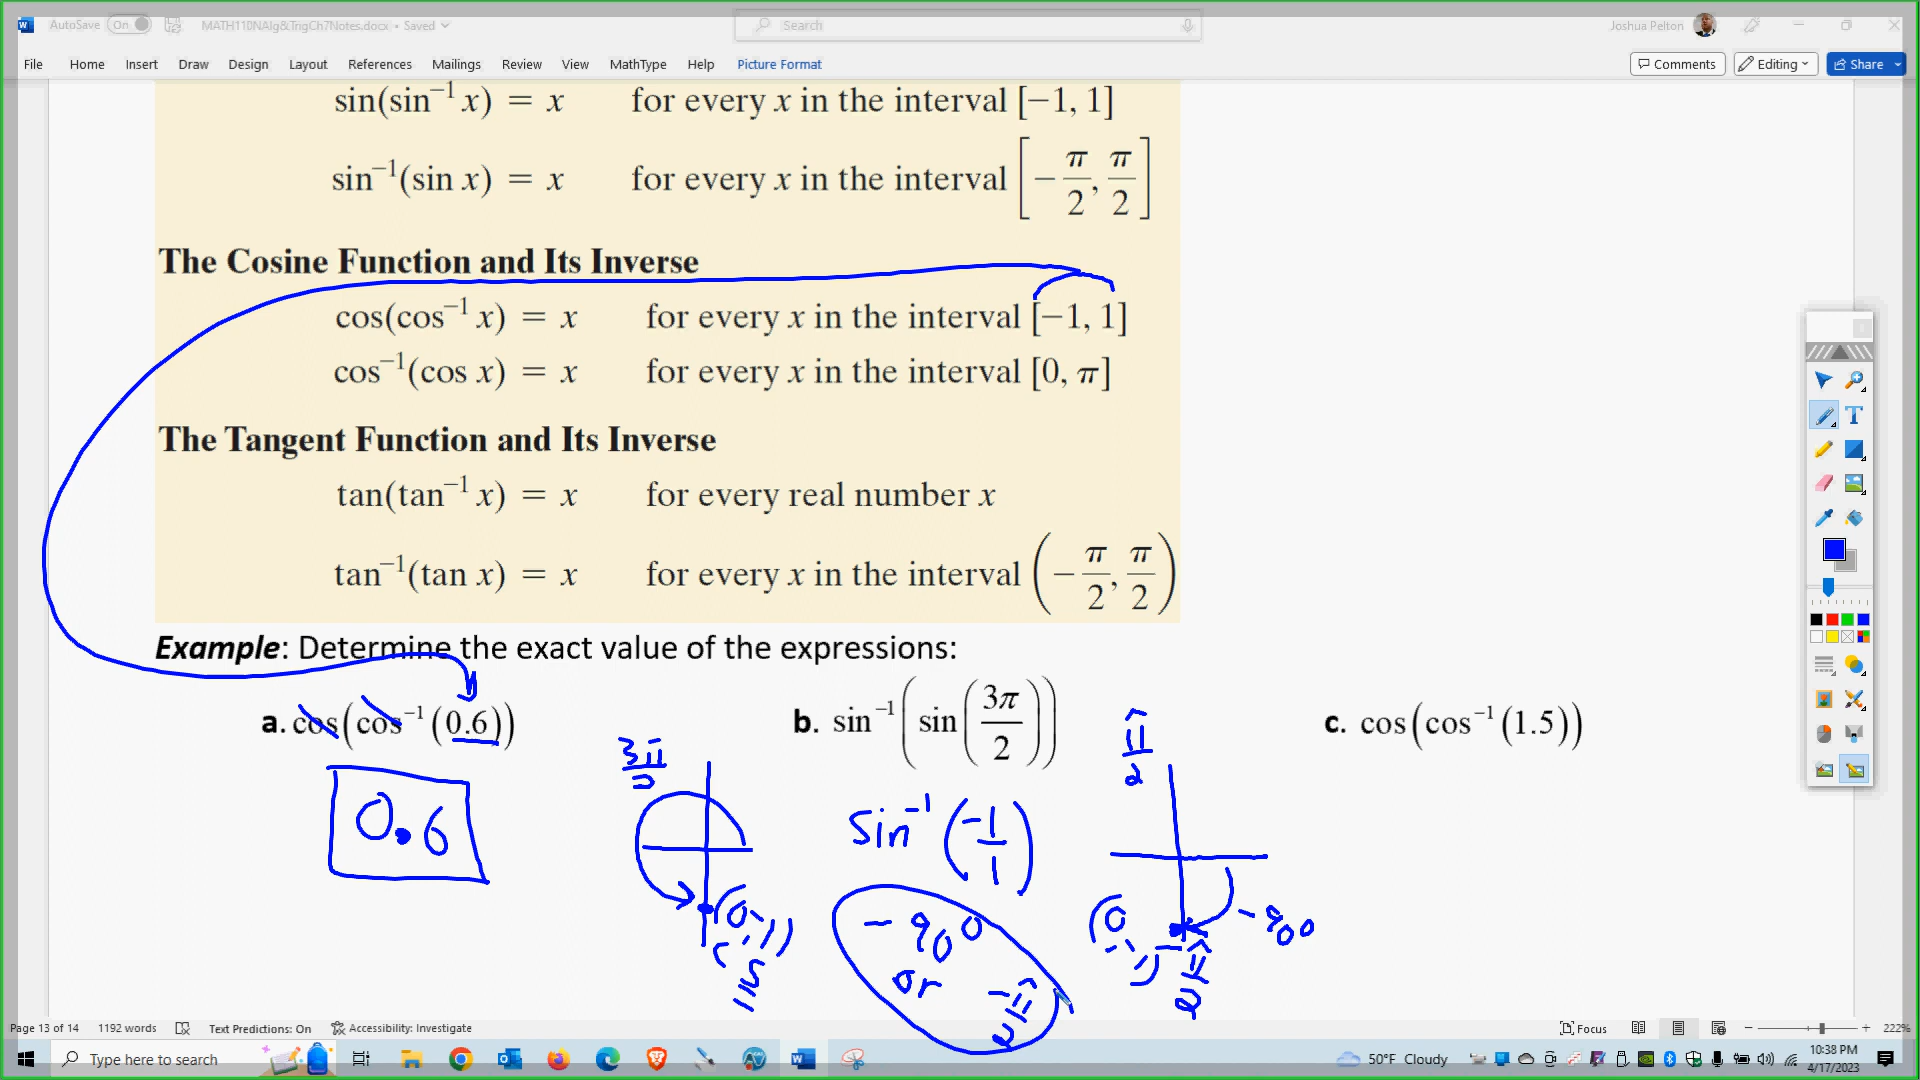 AutoSave On MATH110NAlg&TrigCh7Notes.docx • Saved Search Joshua Pelton
File Home Insert Draw Design Layout References Mailings Review View MathType Help Picture Format Comments Editing Share
sin(sin⁻¹ x) = x for every x in the interval [−1, 1]
sin⁻¹(sin x) = x for every x in the interval [−π/2, π/2]
The Cosine Function and Its Inverse
cos(cos⁻¹ x) = x for every x in the interval [−1, 1]
cos⁻¹(cos x) = x for every x in the interval [0, π]
The Tangent Function and Its Inverse
tan(tan⁻¹ x) = x for every real number x
tan⁻¹(tan x) = x for every x in the interval (−π/2, π/2)
Example: Determine the exact value of the expressions:
a. cos(cos⁻¹(0.6)) b. sin⁻¹(sin(3π/2)) c. cos(cos⁻¹(1.5))
0.6
3π/2
(0,-1)
sin⁻¹(-1/1)
-90°
or -π/2
π/2
(0,-1)
-90°
-π/2
Page 13 of 14 1192 words Text Predictions: On Accessibility: Investigate Focus 222%
Type here to search 50°F Cloudy 10:38 PM
4/17/2023